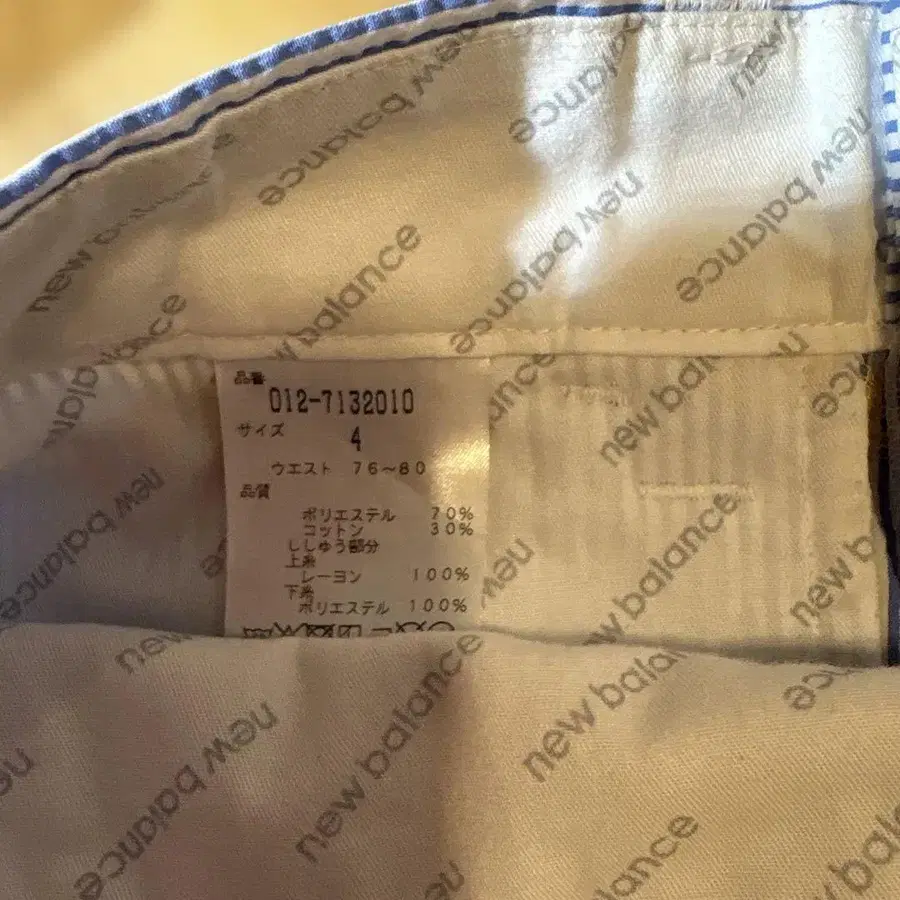 new balance
new balance
new balance
new balance
new balance
品番
012-7132010
サイズ
4
ウエスト 76~80
品質
ポリエステル 70%
コットン 30%
ししゅう部分
上糸
レーヨン 100%
下糸
ポリエステル 100%
new balance
new balance
new balance
new balance
new balance